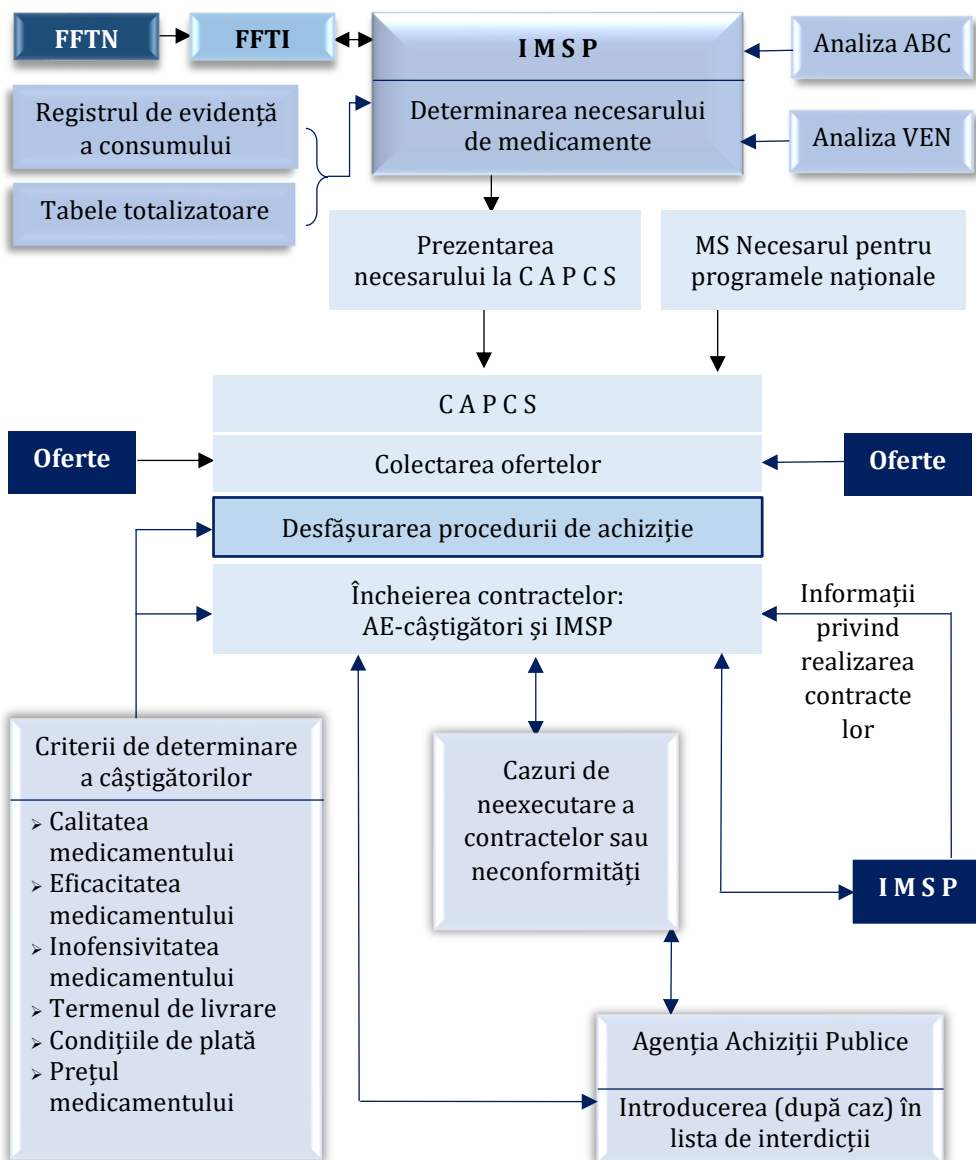 FFTN
FFTI
I M S P
Determinarea necesarului
de medicamente
Analiza ABC
Analiza VEN
Registrul de evidență
a consumului
Tabele totalizatoare
Prezentarea
necesarului la C A P C S
MS Necesarul pentru
programele naționale
C A P C S
Oferte
Colectarea ofertelor
Oferte
Desfășurarea procedurii de achiziție
Încheierea contractelor:
AE-câștigători și IMSP
Informații
privind
realizarea
contracte
lor
Criterii de determinare
a câștigătorilor
➢ Calitatea
medicamentului
➢ Eficacitatea
medicamentului
➢ Inofensivitatea
medicamentului
➢ Termenul de livrare
➢ Condițiile de plată
➢ Prețul
medicamentului
Cazuri de
neexecutare a
contractelor sau
neconformități
I M S P
Agenția Achiziții Publice
Introducerea (după caz) în
lista de interdicții